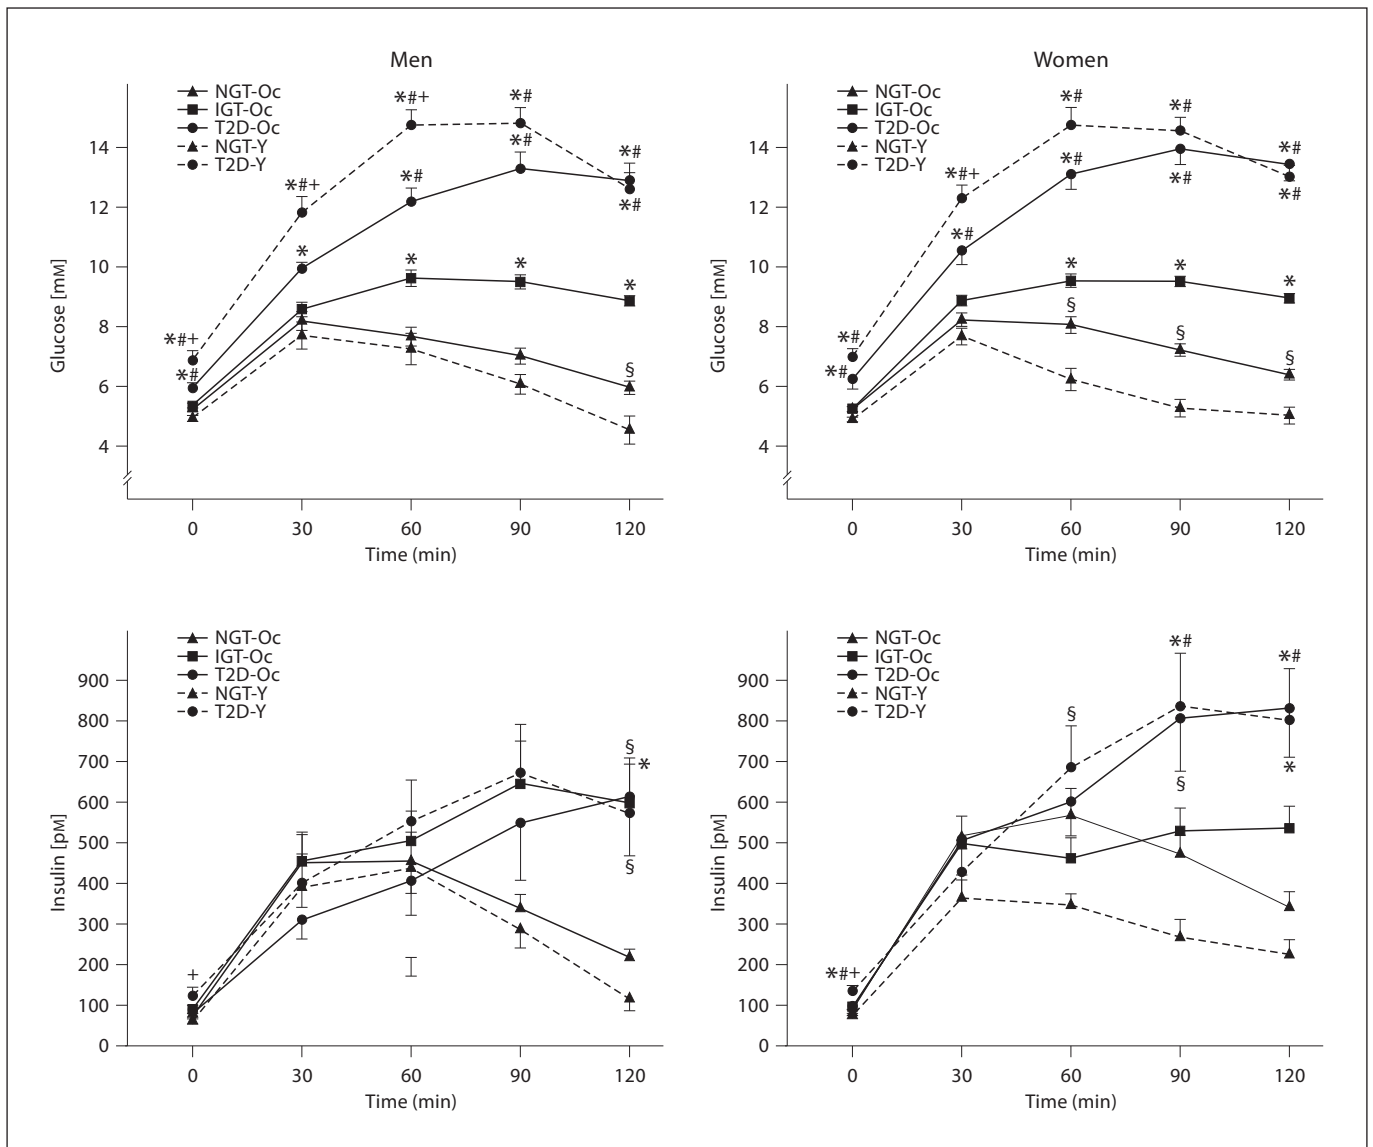 Men
NGT-Oc
IGT-Oc
T2D-Oc
NGT-Y
T2D-Y
14
12
10
8
6
4
Glucose [mM]
*#+
*#
*#+
*
*#+
*#
*
*#
*#
*
*#
*#
*
§
0 30 60 90 120
Time (min)
Women
NGT-Oc
IGT-Oc
T2D-Oc
NGT-Y
T2D-Y
14
12
10
8
6
4
Glucose [mM]
*#
*#
*#+
*#
*#
*#
*
§
*#
*#
*
§
*#
*#
*
§
0 30 60 90 120
Time (min)
NGT-Oc
IGT-Oc
T2D-Oc
NGT-Y
T2D-Y
900
800
700
600
500
400
300
200
100
0
Insulin [pM]
+
§
*
§
0 30 60 90 120
Time (min)
NGT-Oc
IGT-Oc
T2D-Oc
NGT-Y
T2D-Y
900
800
700
600
500
400
300
200
100
0
Insulin [pM]
*#+
§
*#
§
*#
*
0 30 60 90 120
Time (min)